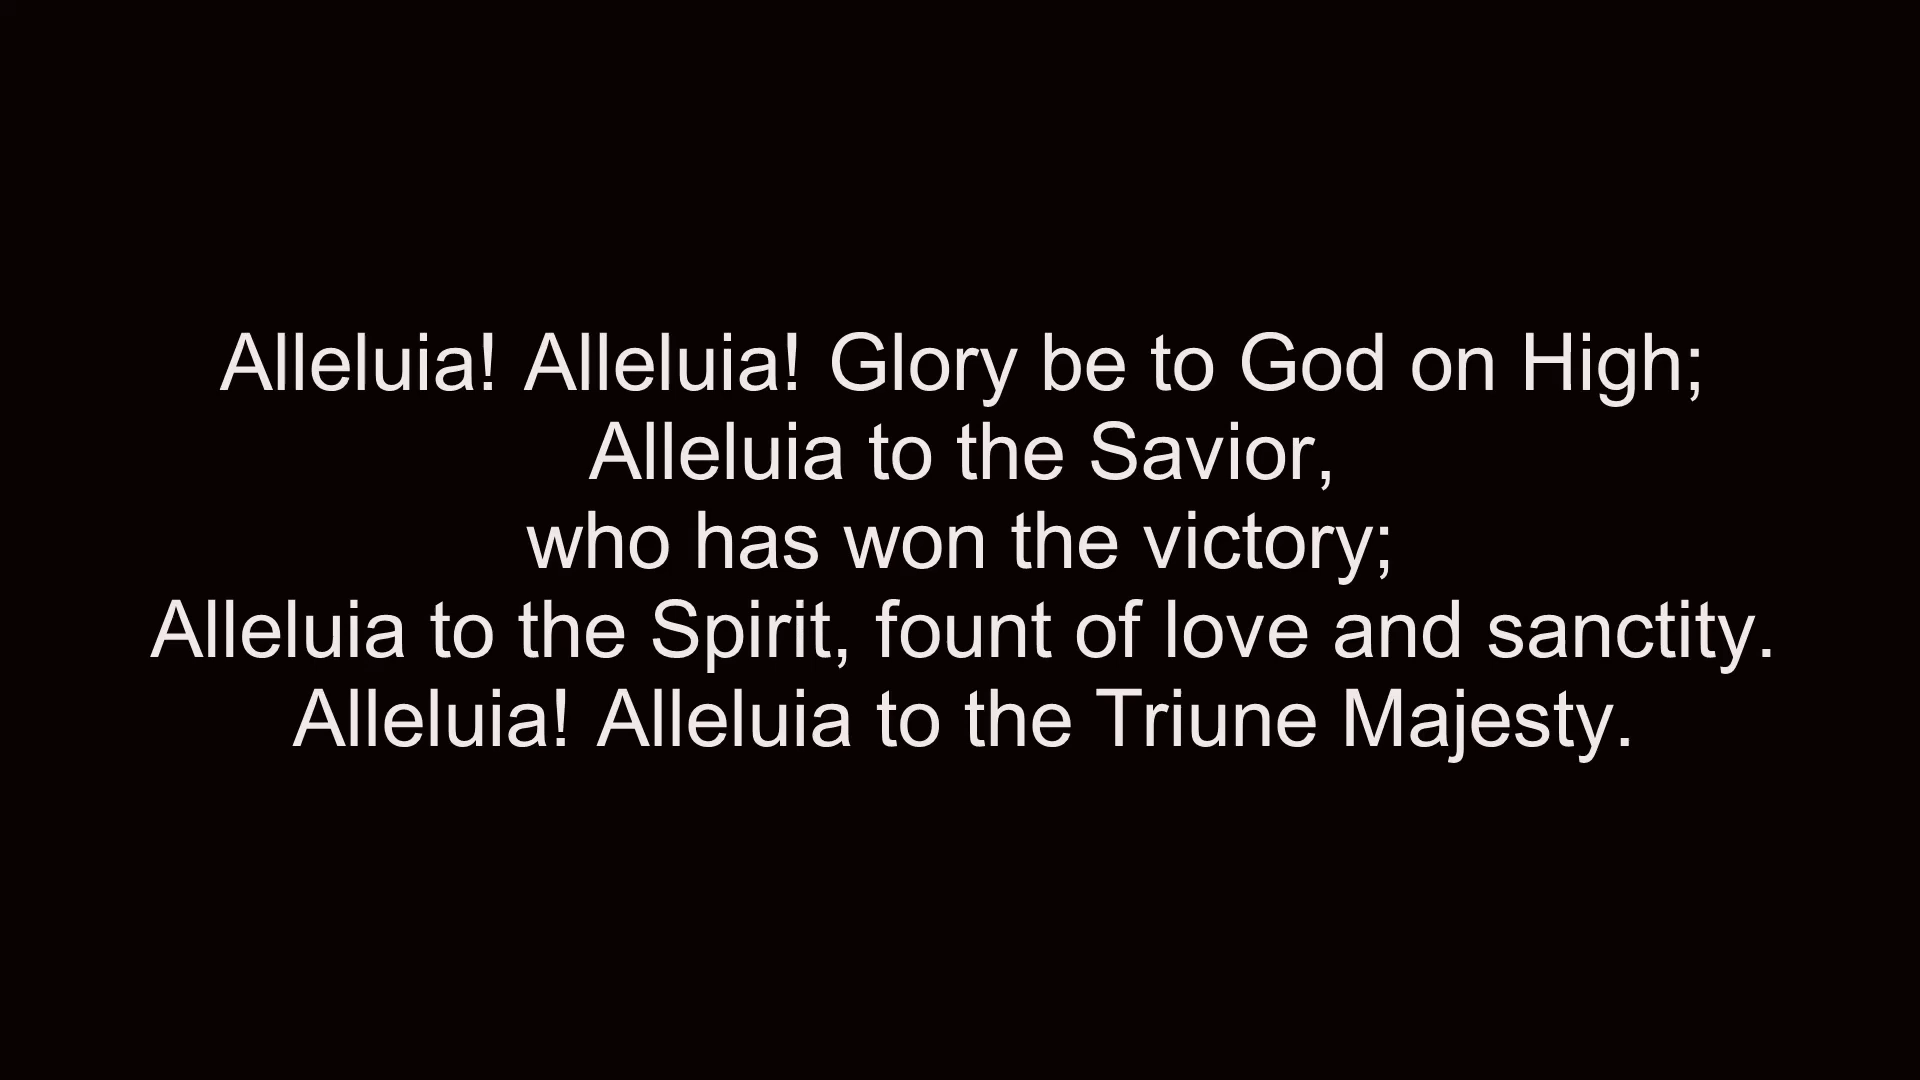 Alleluia! Alleluia! Glory be to God on High;
Alleluia to the Savior,
who has won the victory;
Alleluia to the Spirit, fount of love and sanctity.
Alleluia! Alleluia to the Triune Majesty.